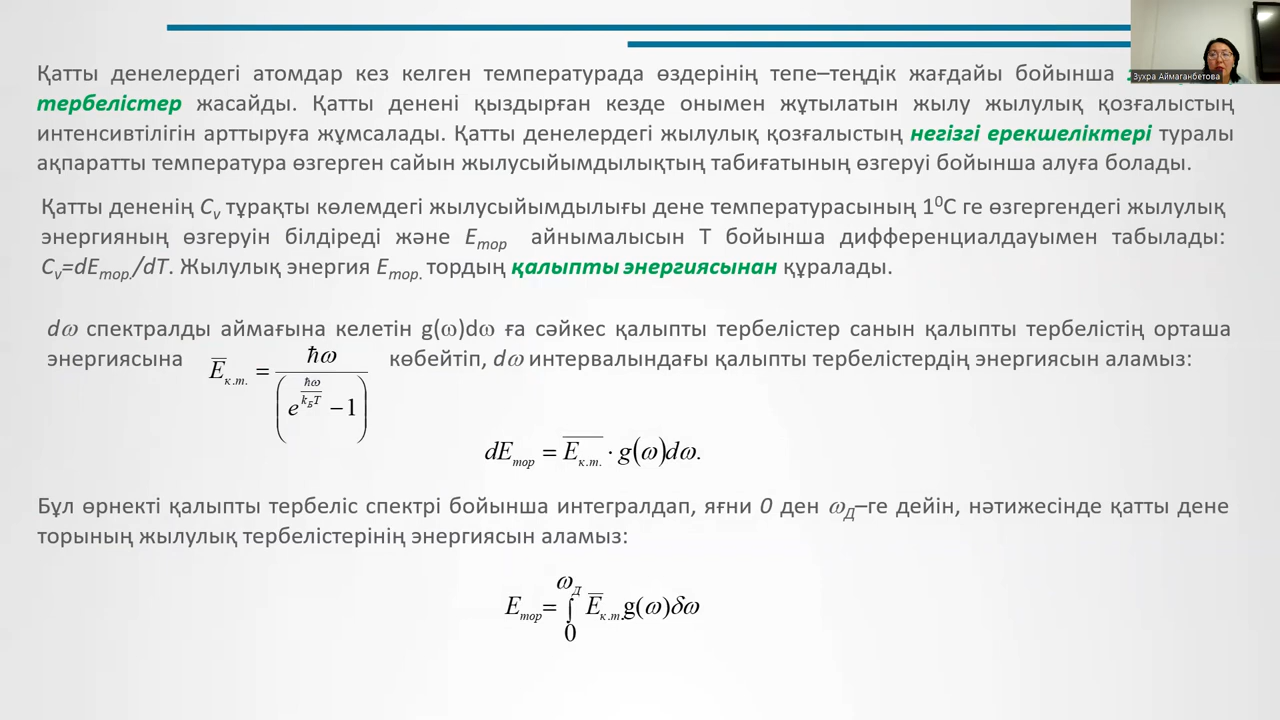 Зухра Аймаганбетова
Қатты денелердегі атомдар кез келген температурада өздерінің тепе–теңдік жағдайы бойынша
тербелістер жасайды. Қатты денені қыздырған кезде онымен жұтылатын жылу жылулық қозғалыстың
интенсивтілігін арттыруға жұмсалады. Қатты денелердегі жылулық қозғалыстың негізгі ерекшеліктері туралы
ақпаратты температура өзгерген сайын жылусыйымдылықтың табиғатының өзгеруі бойынша алуға болады.
Қатты дененің Cv тұрақты көлемдегі жылусыйымдылығы дене температурасының 1⁰С ге өзгергендегі жылулық
энергияның өзгеруін білдіреді және Eтор айнымалысын Т бойынша дифференциалдауымен табылады:
Cv=dEтор./dT. Жылулық энергия Eтор. тордың қалыпты энергиясынан құралады.
dω спектралды аймағына келетін g(ω)dω ға сәйкес қалыпты тербелістер санын қалыпты тербелістің орташа
энергиясына E̅к.т. = ħω / (e^(ħω/kБT) − 1) көбейтіп, dω интервалындағы қалыпты тербелістердің энергиясын аламыз:
dEтор = E̅к.т. · g(ω)dω.
Бұл өрнекті қалыпты тербеліс спектрі бойынша интегралдап, яғни 0 ден ωД–ге дейін, нәтижесінде қатты дене
торының жылулық тербелістерінің энергиясын аламыз:
Eтор= ∫₀^ωД E̅к.т.g(ω)δω